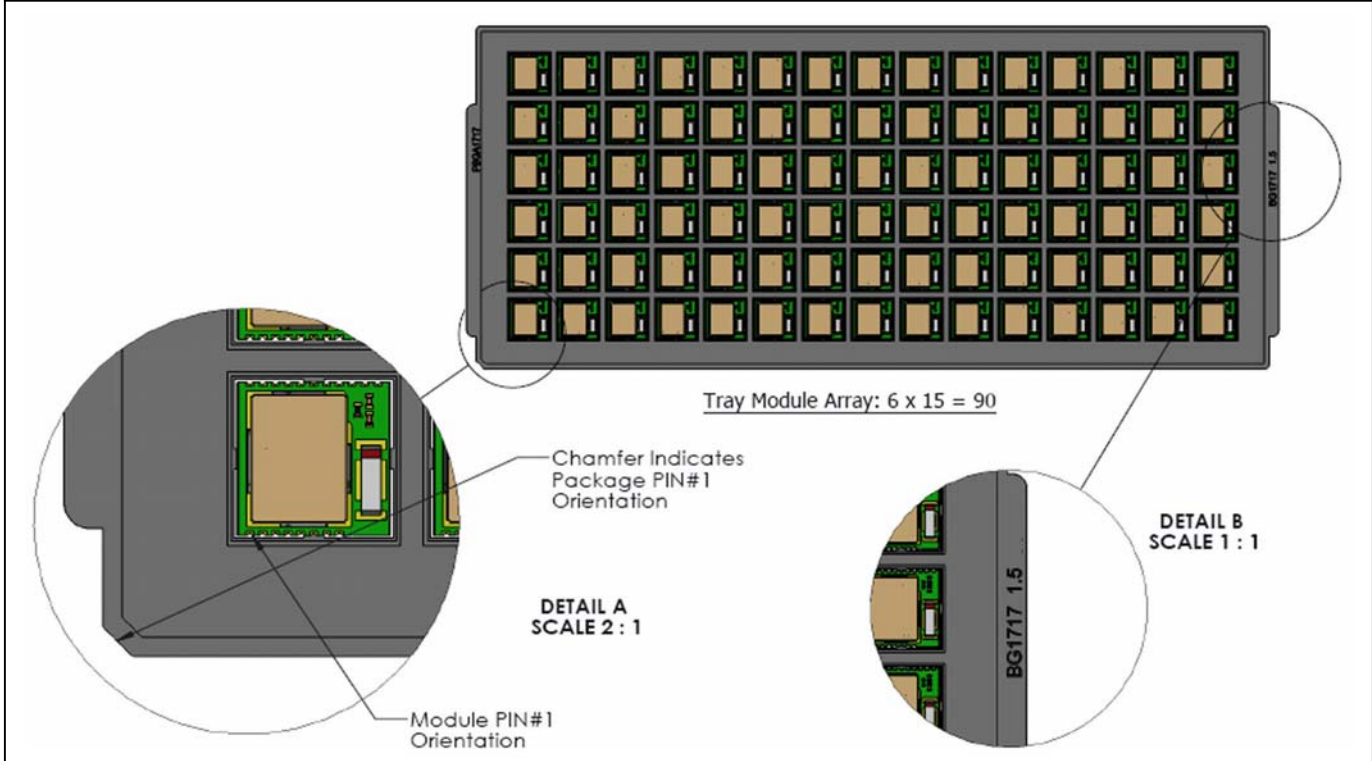 BG1717 1.5
Tray Module Array: 6 x 15 = 90
Chamfer Indicates
Package PIN#1
Orientation
DETAIL A
SCALE 2 : 1
DETAIL B
SCALE 1 : 1
BG1717 1.5
Module PIN#1
Orientation